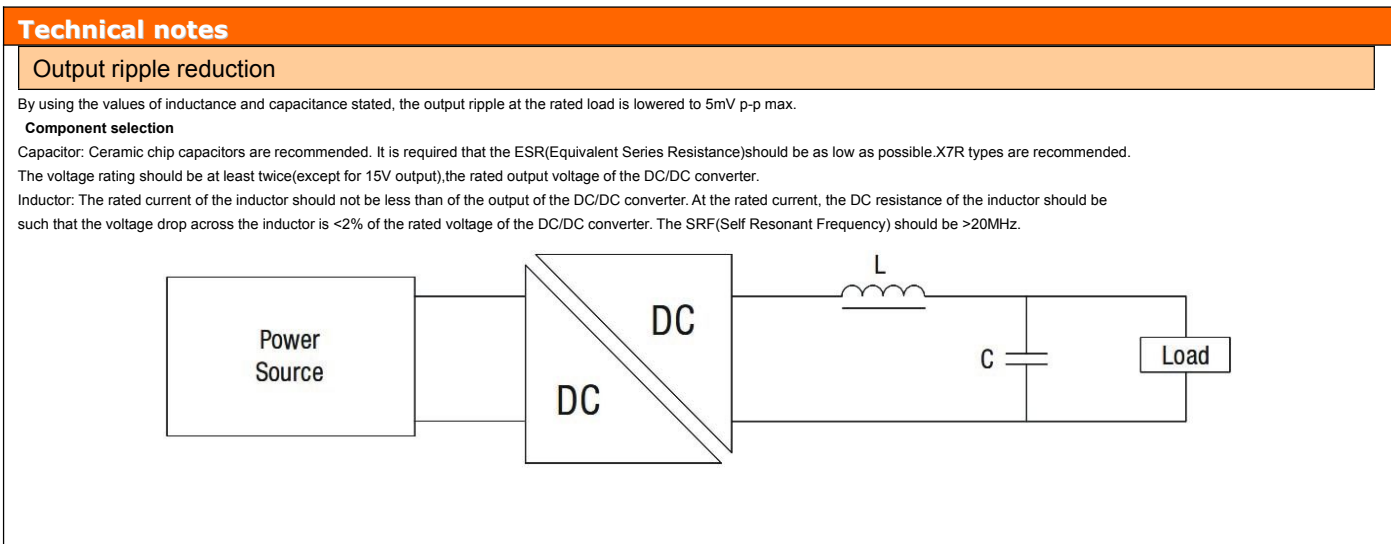 Technical notes
Output ripple reduction
By using the values of inductance and capacitance stated, the output ripple at the rated load is lowered to 5mV p-p max.
Component selection
Capacitor: Ceramic chip capacitors are recommended. It is required that the ESR(Equivalent Series Resistance)should be as low as possible.X7R types are recommended.
The voltage rating should be at least twice(except for 15V output),the rated output voltage of the DC/DC converter.
Inductor: The rated current of the inductor should not be less than of the output of the DC/DC converter. At the rated current, the DC resistance of the inductor should be
such that the voltage drop across the inductor is <2% of the rated voltage of the DC/DC converter. The SRF(Self Resonant Frequency) should be >20MHz.
L
DC
Power
Source
C
Load
DC